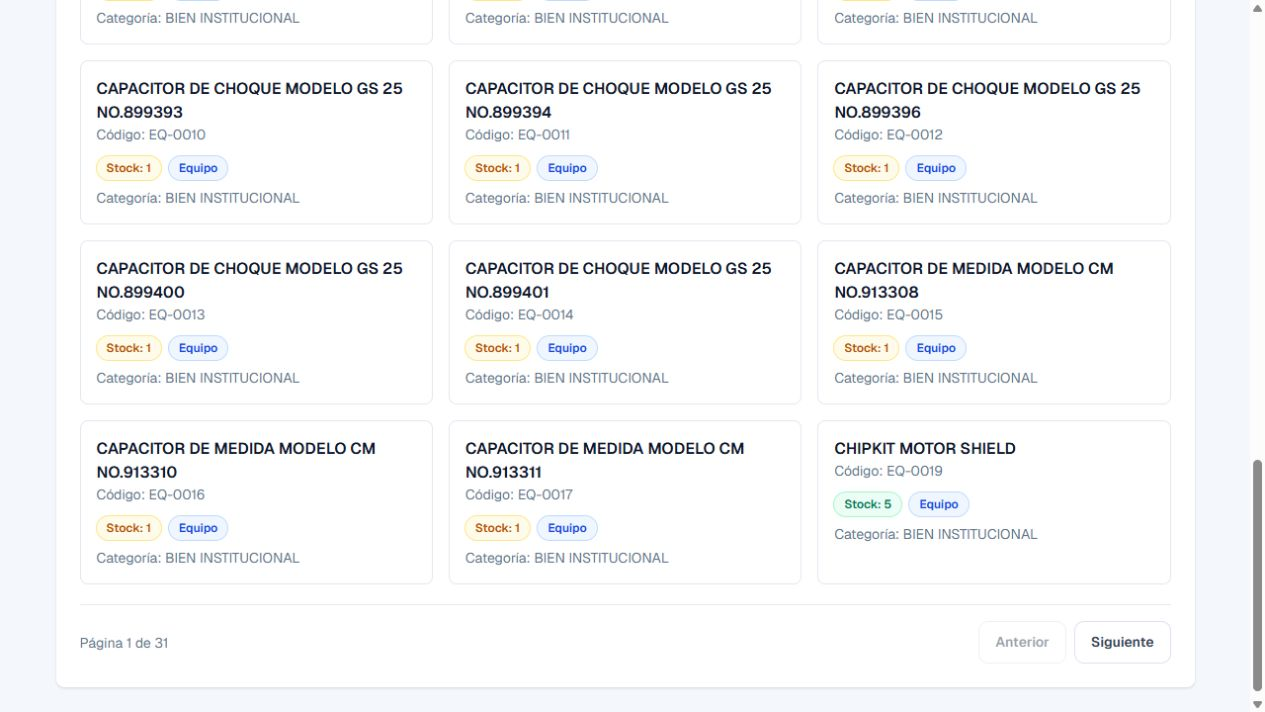 Categoría: BIEN INSTITUCIONAL
Categoría: BIEN INSTITUCIONAL
Categoría: BIEN INSTITUCIONAL
CAPACITOR DE CHOQUE MODELO GS 25
NO.899393
Código: EQ-0010
Stock: 1
Equipo
Categoría: BIEN INSTITUCIONAL
CAPACITOR DE CHOQUE MODELO GS 25
NO.899394
Código: EQ-0011
Stock: 1
Equipo
Categoría: BIEN INSTITUCIONAL
CAPACITOR DE CHOQUE MODELO GS 25
NO.899396
Código: EQ-0012
Stock: 1
Equipo
Categoría: BIEN INSTITUCIONAL
CAPACITOR DE CHOQUE MODELO GS 25
NO.899400
Código: EQ-0013
Stock: 1
Equipo
Categoría: BIEN INSTITUCIONAL
CAPACITOR DE CHOQUE MODELO GS 25
NO.899401
Código: EQ-0014
Stock: 1
Equipo
Categoría: BIEN INSTITUCIONAL
CAPACITOR DE MEDIDA MODELO CM
NO.913308
Código: EQ-0015
Stock: 1
Equipo
Categoría: BIEN INSTITUCIONAL
CAPACITOR DE MEDIDA MODELO CM
NO.913310
Código: EQ-0016
Stock: 1
Equipo
Categoría: BIEN INSTITUCIONAL
CAPACITOR DE MEDIDA MODELO CM
NO.913311
Código: EQ-0017
Stock: 1
Equipo
Categoría: BIEN INSTITUCIONAL
CHIPKIT MOTOR SHIELD
Código: EQ-0019
Stock: 5
Equipo
Categoría: BIEN INSTITUCIONAL
Página 1 de 31
Anterior
Siguiente